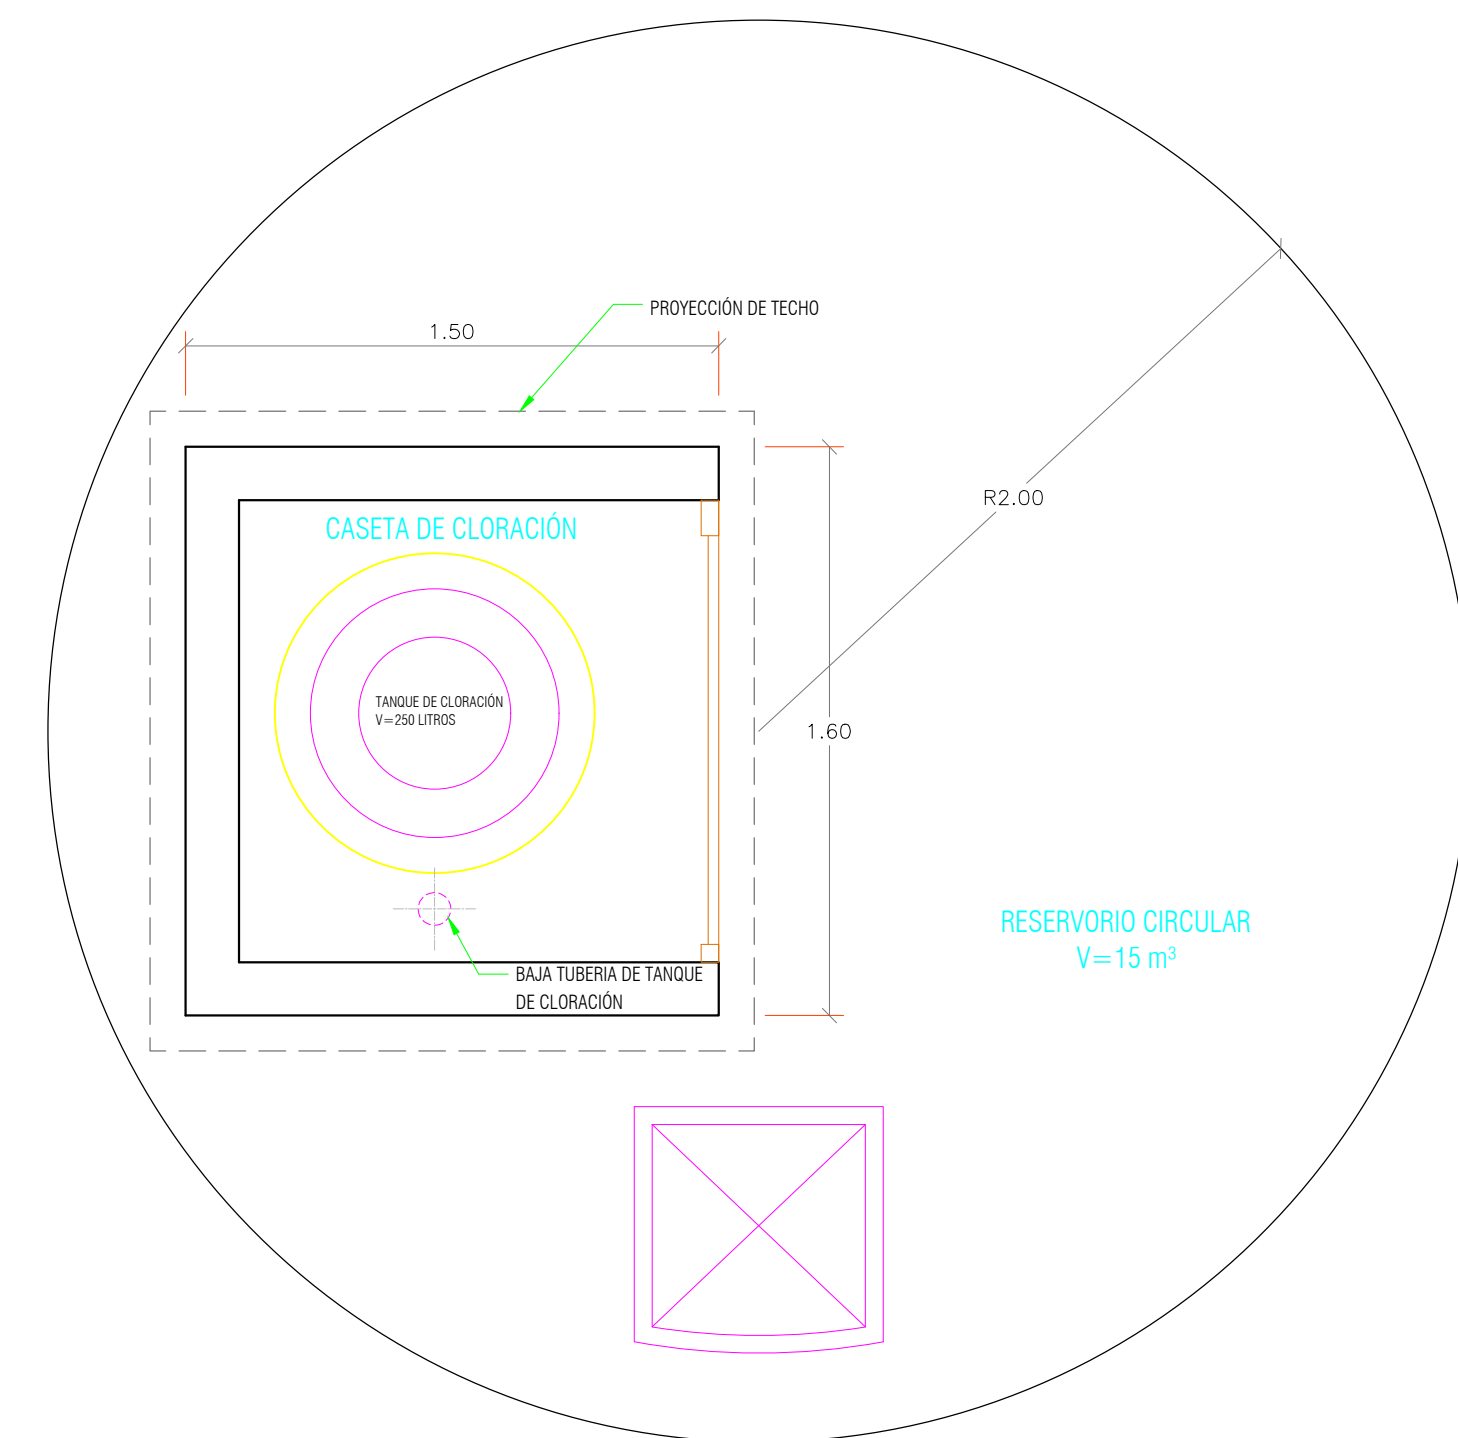 PROYECCIÓN DE TECHO
1.50
R2.00
CASETA DE CLORACIÓN
TANQUE DE CLORACIÓN
V=250 LITROS
1.60
RESERVORIO CIRCULAR
V=15 m³
BAJA TUBERIA DE TANQUE
DE CLORACIÓN